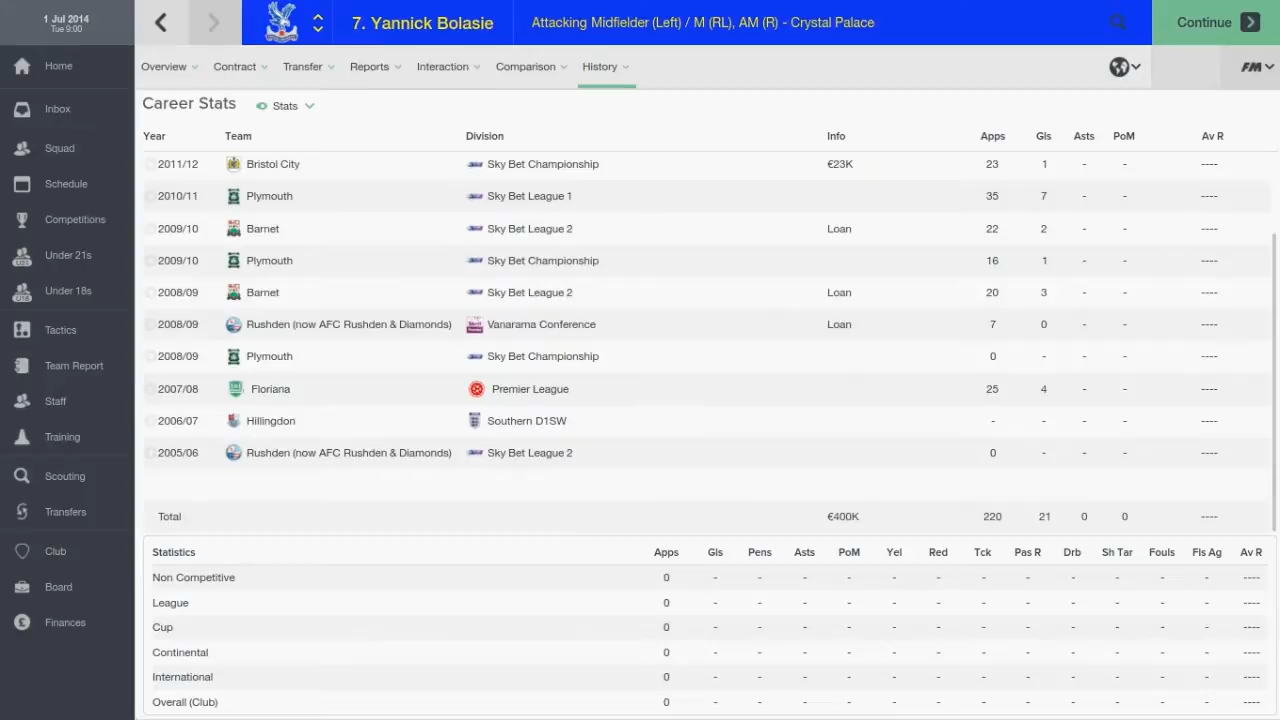 1 Jul 2014
Tue 9:00
7. Yannick Bolasie
Attacking Midfielder (Left) / M (RL), AM (R) - Crystal Palace
Continue
Home
Inbox
Squad
Schedule
Competitions
Under 21s
Under 18s
Tactics
Team Report
Staff
Training
Scouting
Transfers
Club
Board
Finances
Overview Contract Transfer Reports Interaction Comparison History FM
Career Stats Stats
Year Team Division Info Apps Gls Asts PoM Av R
2011/12 Bristol City Sky Bet Championship €23K 23 1 - - ----
2010/11 Plymouth Sky Bet League 1 35 7 - - ----
2009/10 Barnet Sky Bet League 2 Loan 22 2 - - ----
2009/10 Plymouth Sky Bet Championship 16 1 - - ----
2008/09 Barnet Sky Bet League 2 Loan 20 3 - - ----
2008/09 Rushden (now AFC Rushden & Diamonds) Vanarama Conference Loan 7 0 - - ----
2008/09 Plymouth Sky Bet Championship 0 - - - ----
2007/08 Floriana Premier League 25 4 - - ----
2006/07 Hillingdon Southern D1SW - - - - ----
2005/06 Rushden (now AFC Rushden & Diamonds) Sky Bet League 2 0 - - - ----
Total €400K 220 21 0 0 ----
Statistics Apps Gls Pens Asts PoM Yel Red Tck Pas R Drb Sh Tar Fouls Fls Ag Av R
Non Competitive 0 - - - - - - - - - - - - ----
League 0 - - - - - - - - - - - - ----
Cup 0 - - - - - - - - - - - - ----
Continental 0 - - - - - - - - - - - - ----
International 0 - - - - - - - - - - - - ----
Overall (Club) 0 - - - - - - - - - - - - ----